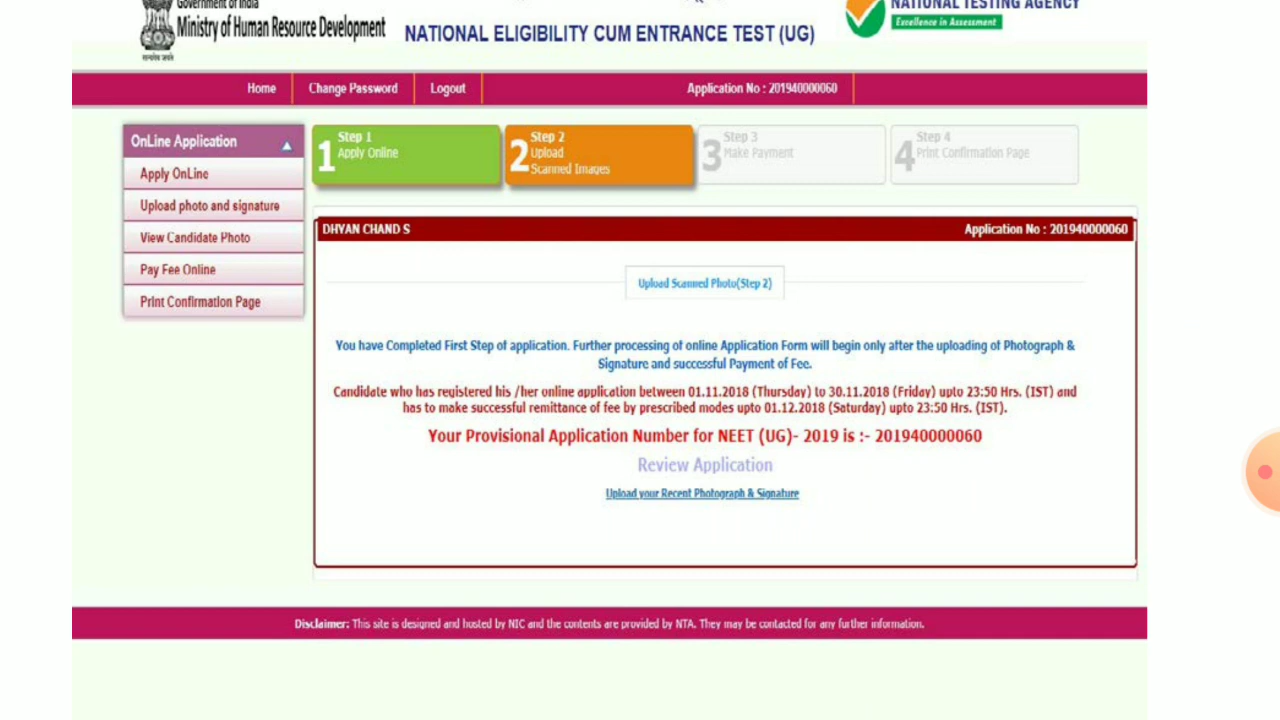 Government of India
Ministry of Human Resource Development
सत्यमेव जयते
NATIONAL ELIGIBILITY CUM ENTRANCE TEST (UG)
NATIONAL TESTING AGENCY
Excellence in Assessment
Home
Change Password
Logout
Application No : 201940000060
OnLine Application
Apply OnLine
Upload photo and signature
View Candidate Photo
Pay Fee Online
Print Confirmation Page
1
Step 1
Apply Online
2
Step 2
Upload
Scanned Images
3
Step 3
Make Payment
4
Step 4
Print Confirmation Page
DHYAN CHAND S
Application No : 201940000060
Upload Scanned Photo(Step 2)
You have Completed First Step of application. Further processing of online Application Form will begin only after the uploading of Photograph &
Signature and successful Payment of Fee.
Candidate who has registered his /her online application between 01.11.2018 (Thursday) to 30.11.2018 (Friday) upto 23:50 Hrs. (IST) and
has to make successful remittance of fee by prescribed modes upto 01.12.2018 (Saturday) upto 23:50 Hrs. (IST).
Your Provisional Application Number for NEET (UG)- 2019 is :- 201940000060
Review Application
Upload your Recent Photograph & Signature
Disclaimer: This site is designed and hosted by NIC and the contents are provided by NTA. They may be contacted for any further information.